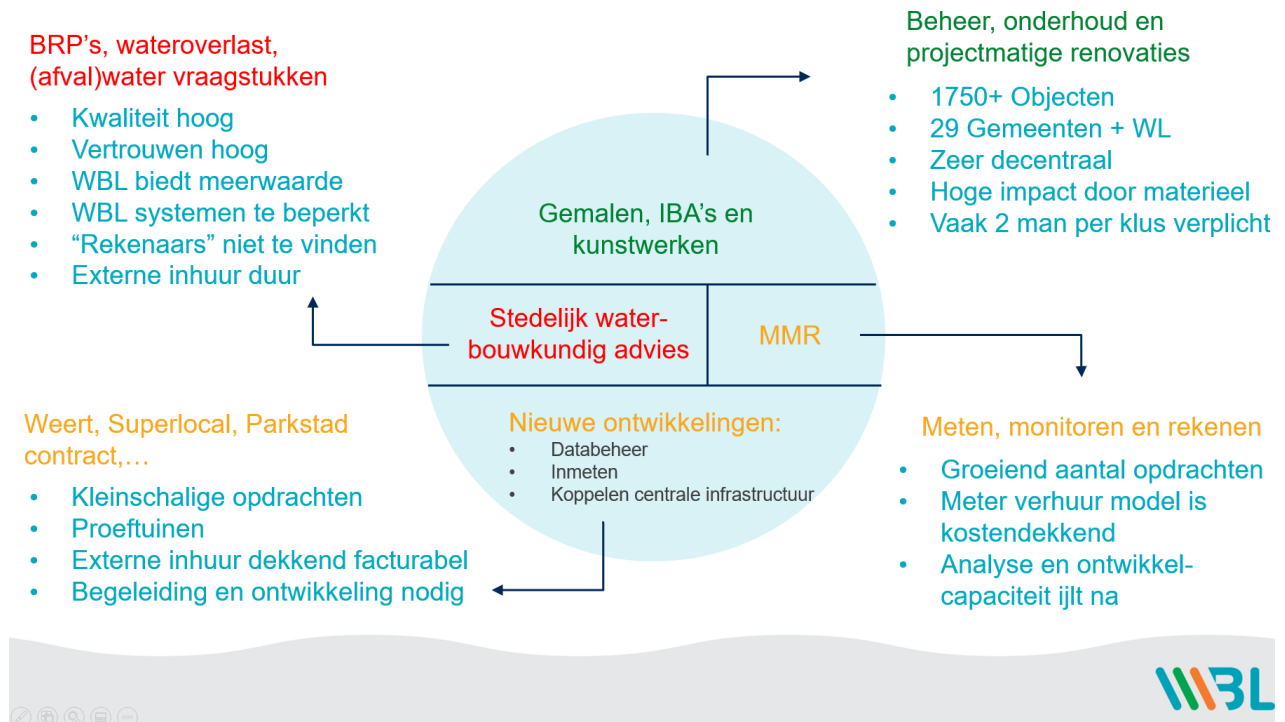 BRP’s, wateroverlast,
(afval)water vraagstukken
• Kwaliteit hoog
• Vertrouwen hoog
• WBL biedt meerwaarde
• WBL systemen te beperkt
• “Rekenaars” niet te vinden
• Externe inhuur duur
Beheer, onderhoud en
projectmatige renovaties
• 1750+ Objecten
• 29 Gemeenten + WL
• Zeer decentraal
• Hoge impact door materieel
• Vaak 2 man per klus verplicht
Gemalen, IBA’s en
kunstwerken
Stedelijk water-
bouwkundig advies
MMR
Nieuwe ontwikkelingen:
• Databeheer
• Inmeten
• Koppelen centrale infrastructuur
Weert, Superlocal, Parkstad
contract,…
• Kleinschalige opdrachten
• Proeftuinen
• Externe inhuur dekkend facturabel
• Begeleiding en ontwikkeling nodig
Meten, monitoren en rekenen
• Groeiend aantal opdrachten
• Meter verhuur model is
kostendekkend
• Analyse en ontwikkel-
capaciteit ijlt na
WBL